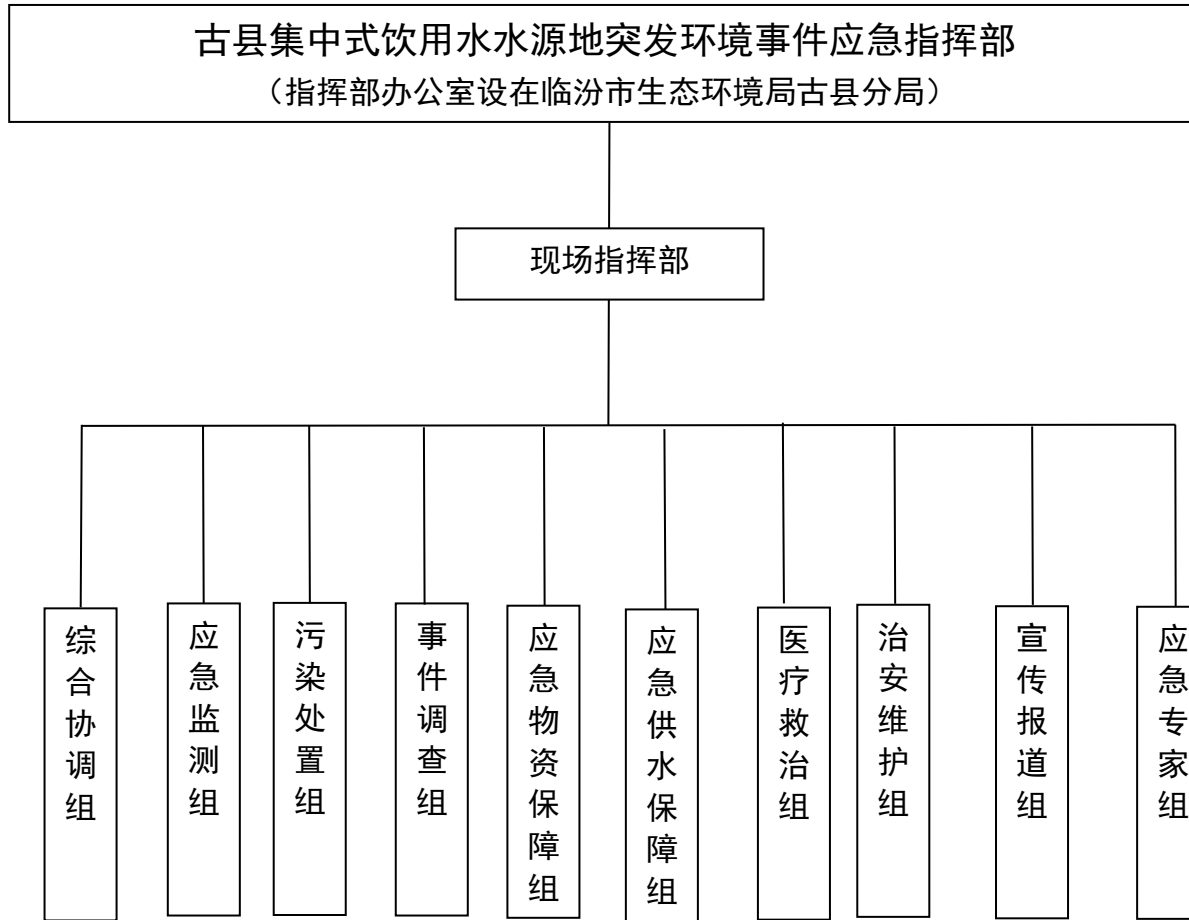 古县集中式饮用水水源地突发环境事件应急指挥部
（指挥部办公室设在临汾市生态环境局古县分局）
现场指挥部
综合协调组
应急监测组
污染处置组
事件调查组
应急物资保障组
应急供水保障组
医疗救治组
治安维护组
宣传报道组
应急专家组